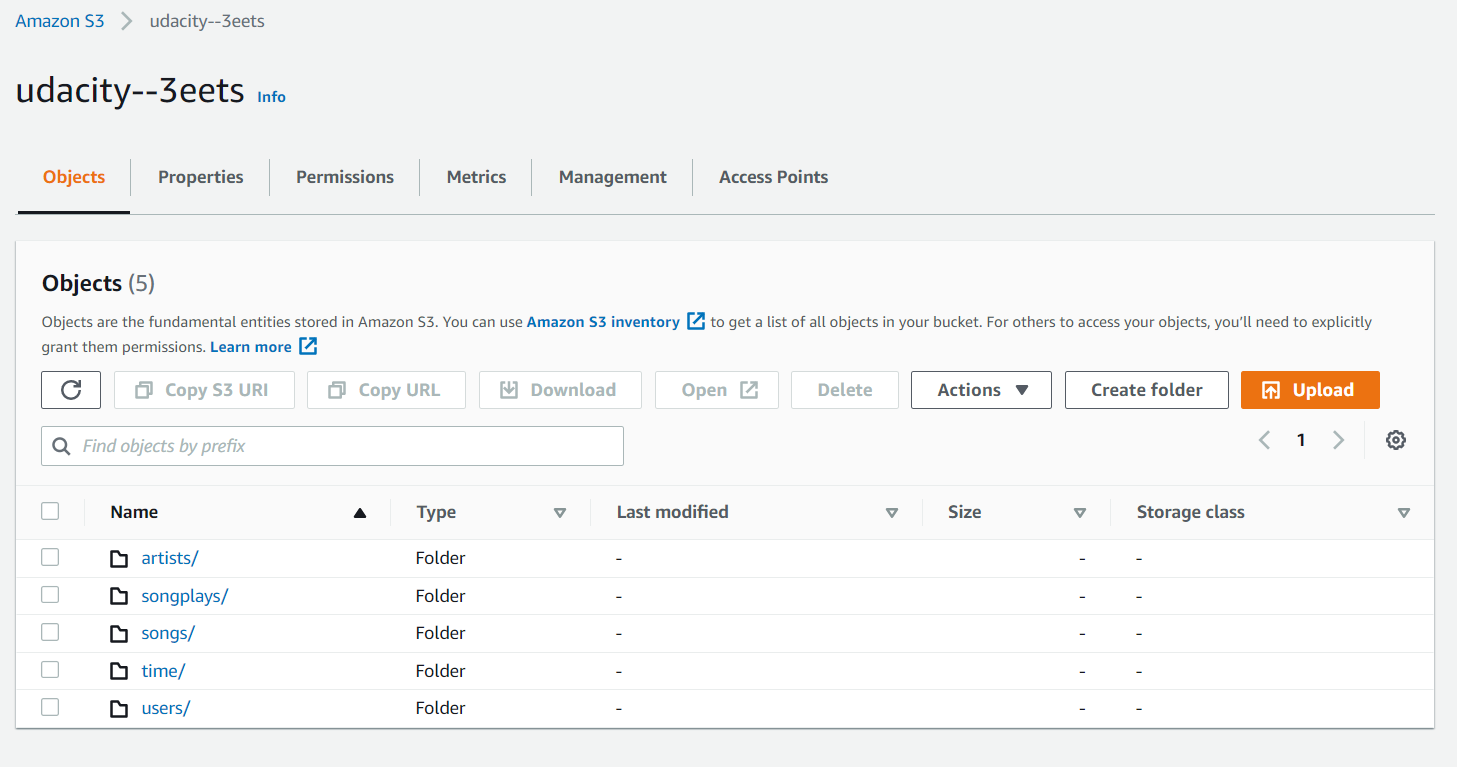 Amazon S3 > udacity--3eets
udacity--3eets Info
Objects Properties Permissions Metrics Management Access Points
Objects (5)
Objects are the fundamental entities stored in Amazon S3. You can use Amazon S3 inventory to get a list of all objects in your bucket. For others to access your objects, you'll need to explicitly
grant them permissions. Learn more
Copy S3 URI Copy URL Download Open Delete Actions Create folder Upload
Find objects by prefix 1
Name Type Last modified Size Storage class
artists/ Folder - - -
songplays/ Folder - - -
songs/ Folder - - -
time/ Folder - - -
users/ Folder - - -